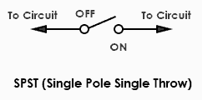 To Circuit OFF To Circuit
ON
SPST (Single Pole Single Throw)